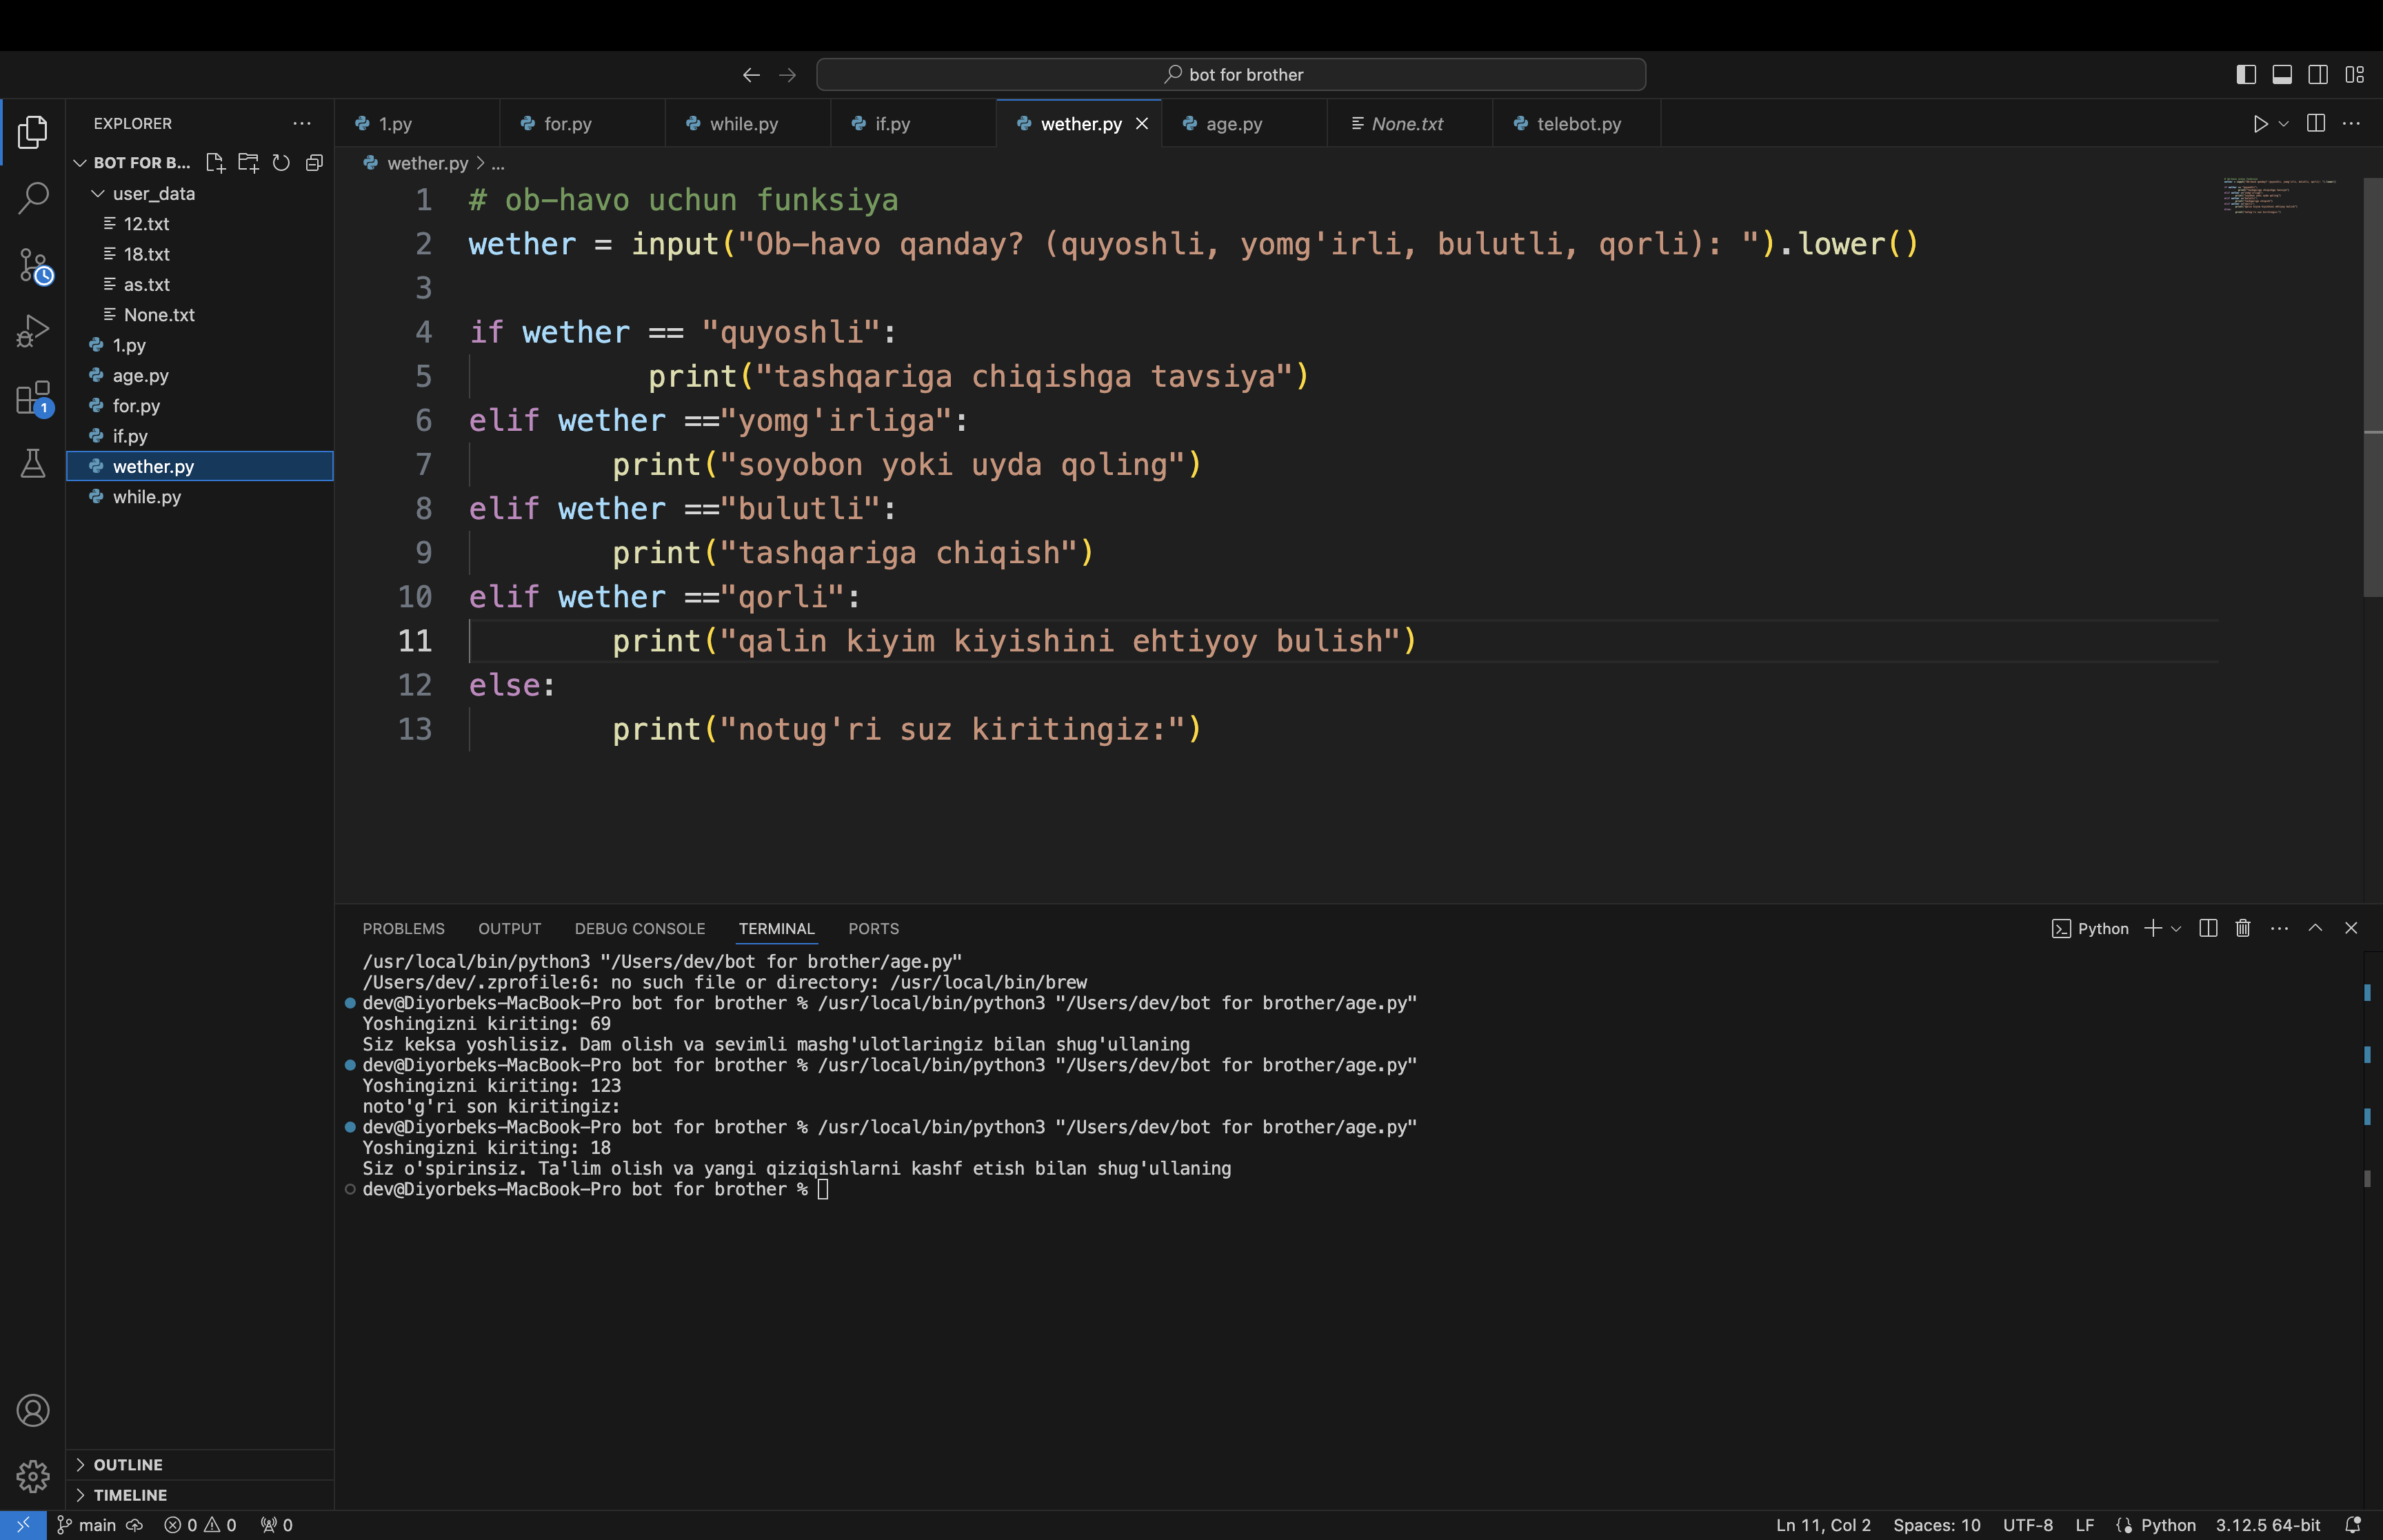 bot for brother
EXPLORER
1.py
for.py
while.py
if.py
wether.py
age.py
None.txt
telebot.py
BOT FOR B...
wether.py > ...
user_data
12.txt
18.txt
as.txt
None.txt
1.py
age.py
for.py
if.py
wether.py
while.py
1 # ob-havo uchun funksiya
2 wether = input("Ob-havo qanday? (quyoshli, yomg'irli, bulutli, qorli): ").lower()
3
4 if wether == "quyoshli":
5 print("tashqariga chiqishga tavsiya")
6 elif wether =="yomg'irliga":
7 print("soyobon yoki uyda qoling")
8 elif wether =="bulutli":
9 print("tashqariga chiqish")
10 elif wether =="qorli":
11 print("qalin kiyim kiyishini ehtiyoy bulish")
12 else:
13 print("notug'ri suz kiritingiz:")
PROBLEMS OUTPUT DEBUG CONSOLE TERMINAL PORTS
Python
/usr/local/bin/python3 "/Users/dev/bot for brother/age.py"
/Users/dev/.zprofile:6: no such file or directory: /usr/local/bin/brew
dev@Diyorbeks-MacBook-Pro bot for brother % /usr/local/bin/python3 "/Users/dev/bot for brother/age.py"
Yoshingizni kiriting: 69
Siz keksa yoshlisiz. Dam olish va sevimli mashg'ulotlaringiz bilan shug'ullaning
dev@Diyorbeks-MacBook-Pro bot for brother % /usr/local/bin/python3 "/Users/dev/bot for brother/age.py"
Yoshingizni kiriting: 123
noto'g'ri son kiritingiz:
dev@Diyorbeks-MacBook-Pro bot for brother % /usr/local/bin/python3 "/Users/dev/bot for brother/age.py"
Yoshingizni kiriting: 18
Siz o'spirinsiz. Ta'lim olish va yangi qiziqishlarni kashf etish bilan shug'ullaning
dev@Diyorbeks-MacBook-Pro bot for brother %
1
OUTLINE
TIMELINE
main 0 0 0
Ln 11, Col 2 Spaces: 10 UTF-8 LF Python 3.12.5 64-bit